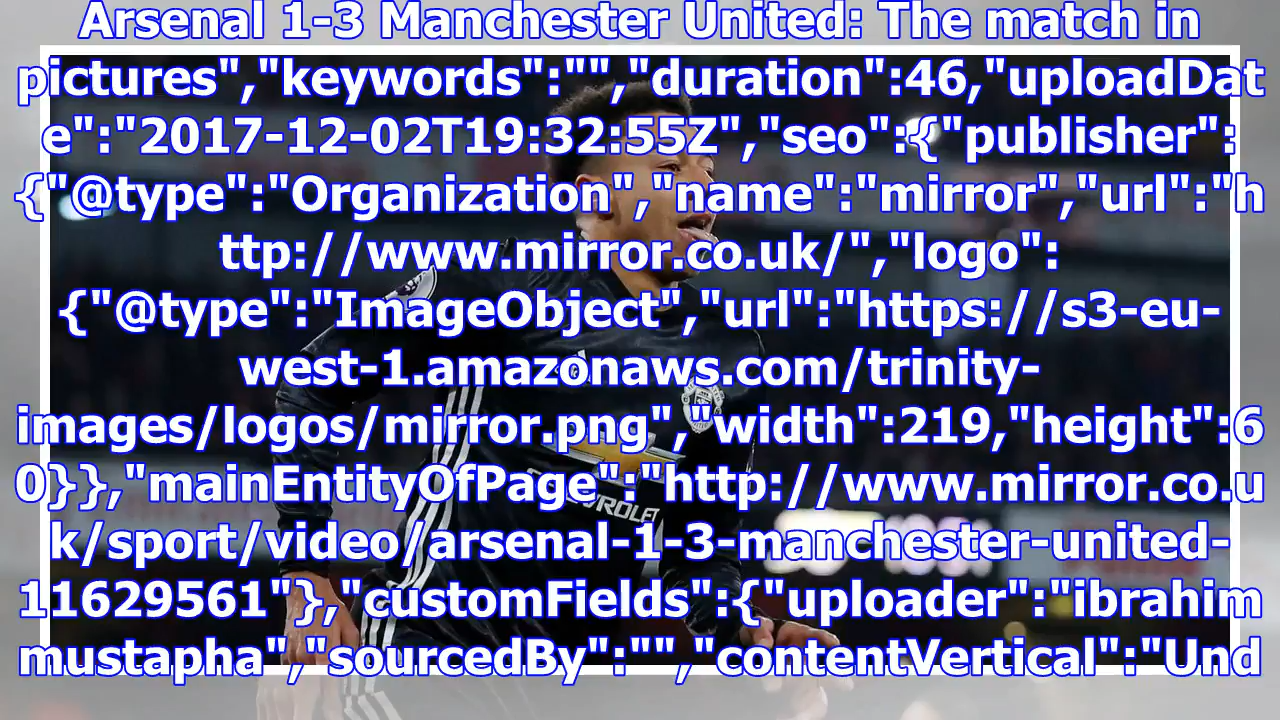 Arsenal 1-3 Manchester United: The match in
pictures","keywords":"","duration":46,"uploadDat
e":"2017-12-02T19:32:55Z","seo":{"publisher":
{"@type":"Organization","name":"mirror","url":"h
ttp://www.mirror.co.uk/","logo":
{"@type":"ImageObject","url":"https://s3-eu-
west-1.amazonaws.com/trinity-
images/logos/mirror.png","width":219,"height":6
0}},"mainEntityOfPage":"http://www.mirror.co.u
k/sport/video/arsenal-1-3-manchester-united-
11629561"},"customFields":{"uploader":"ibrahim
mustapha","sourcedBy":"","contentVertical":"Und
CHEVROLET